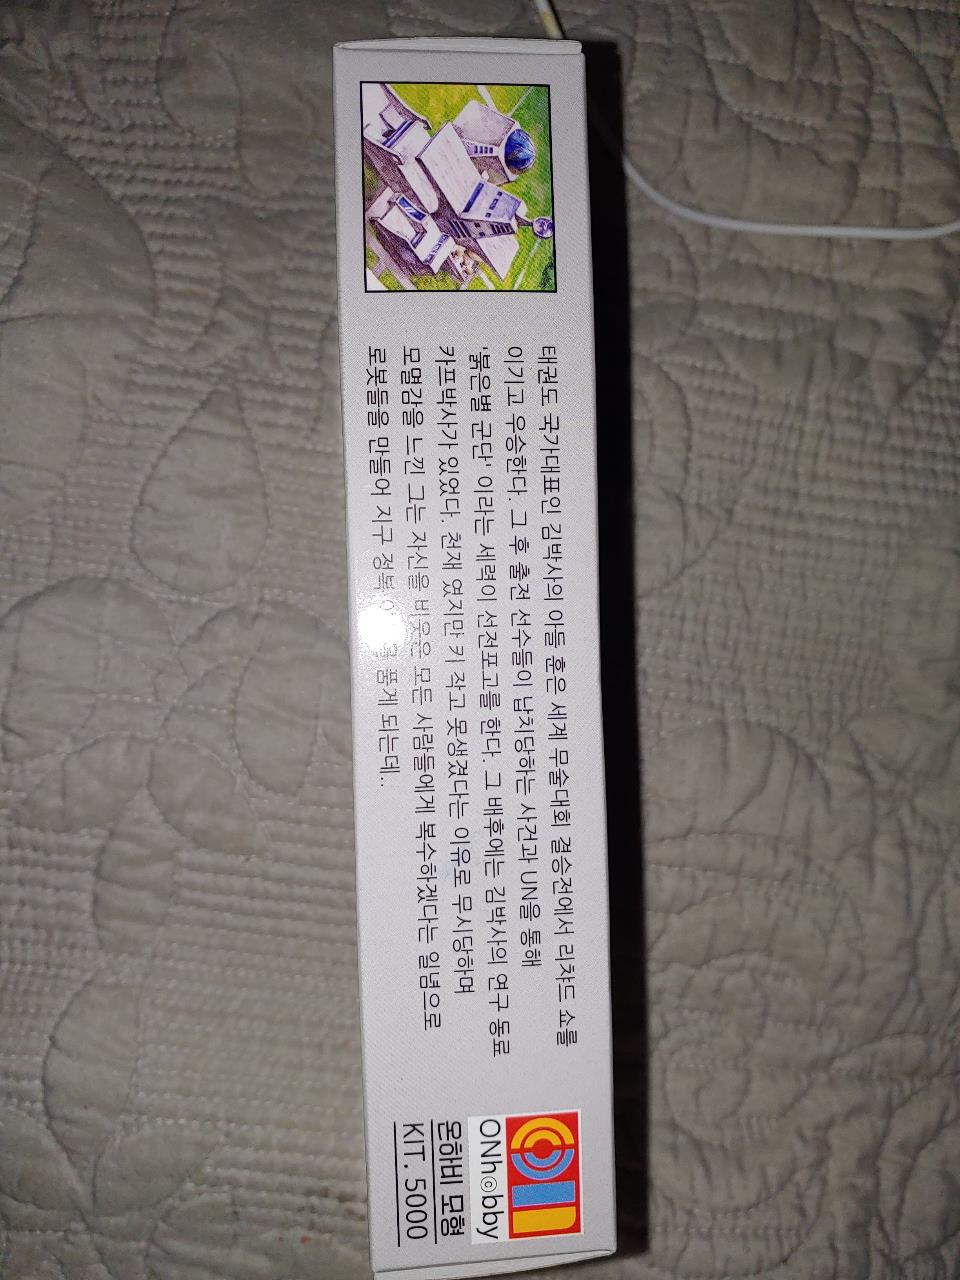 태권도 국가대표인 김박사의 아들 훈은 세계 무술대회 결승전에서 리챠드 쇼를
이기고 우승한다. 그 후 출전 선수들이 납치당하는 사건과 UN을 통해
'붉은별 군단' 이라는 세력이 선전포고를 한다. 그 배후에는 김박사의 연구 동료
카프박사가 있었다. 천재 였지만 키 작고 못생겼다는 이유로 무시당하며
모멸감을 느낀 그는 자신을 비웃은 모든 사람들에게 복수하겠다는 일념으로
로봇들을 만들어 지구 정복 품게 되는데..
ONhobby
온하비 모형
KIT. 5000